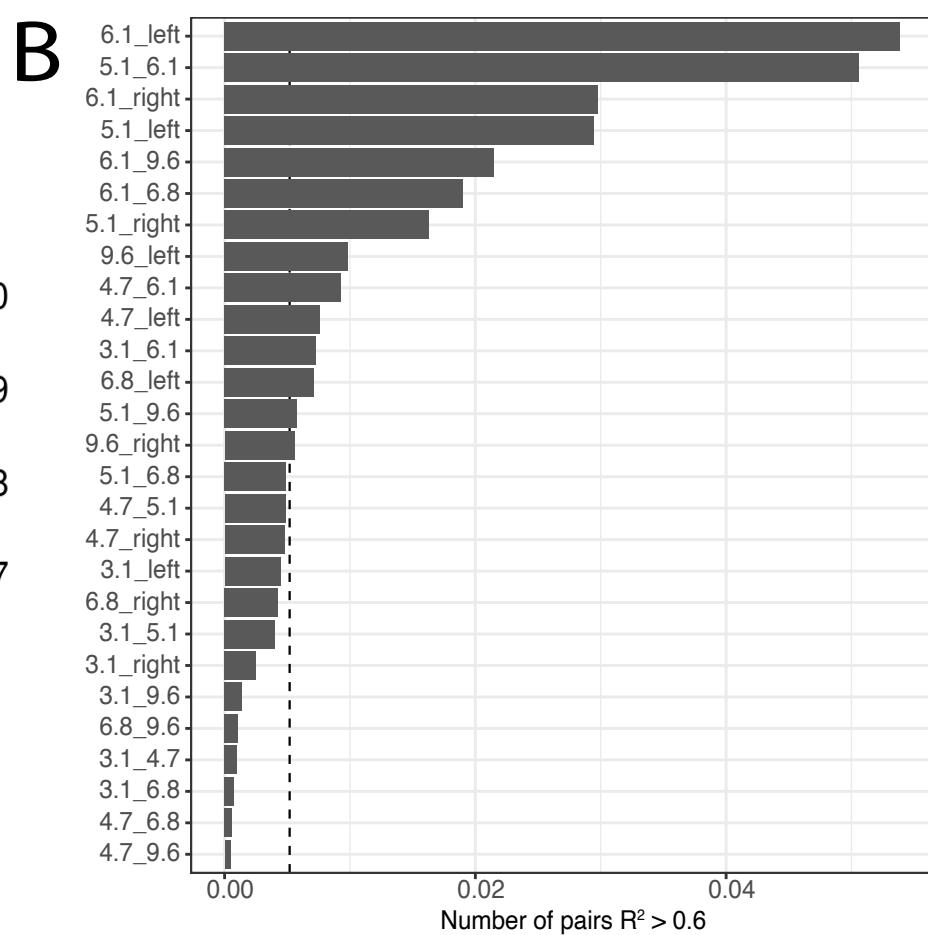 B
6.1_left
5.1_6.1
6.1_right
5.1_left
6.1_9.6
6.1_6.8
5.1_right
9.6_left
4.7_6.1
4.7_left
3.1_6.1
6.8_left
5.1_9.6
9.6_right
5.1_6.8
4.7_5.1
4.7_right
3.1_left
6.8_right
3.1_5.1
3.1_right
3.1_9.6
6.8_9.6
3.1_4.7
3.1_6.8
4.7_6.8
4.7_9.6
0.00 0.02 0.04
Number of pairs R² > 0.6